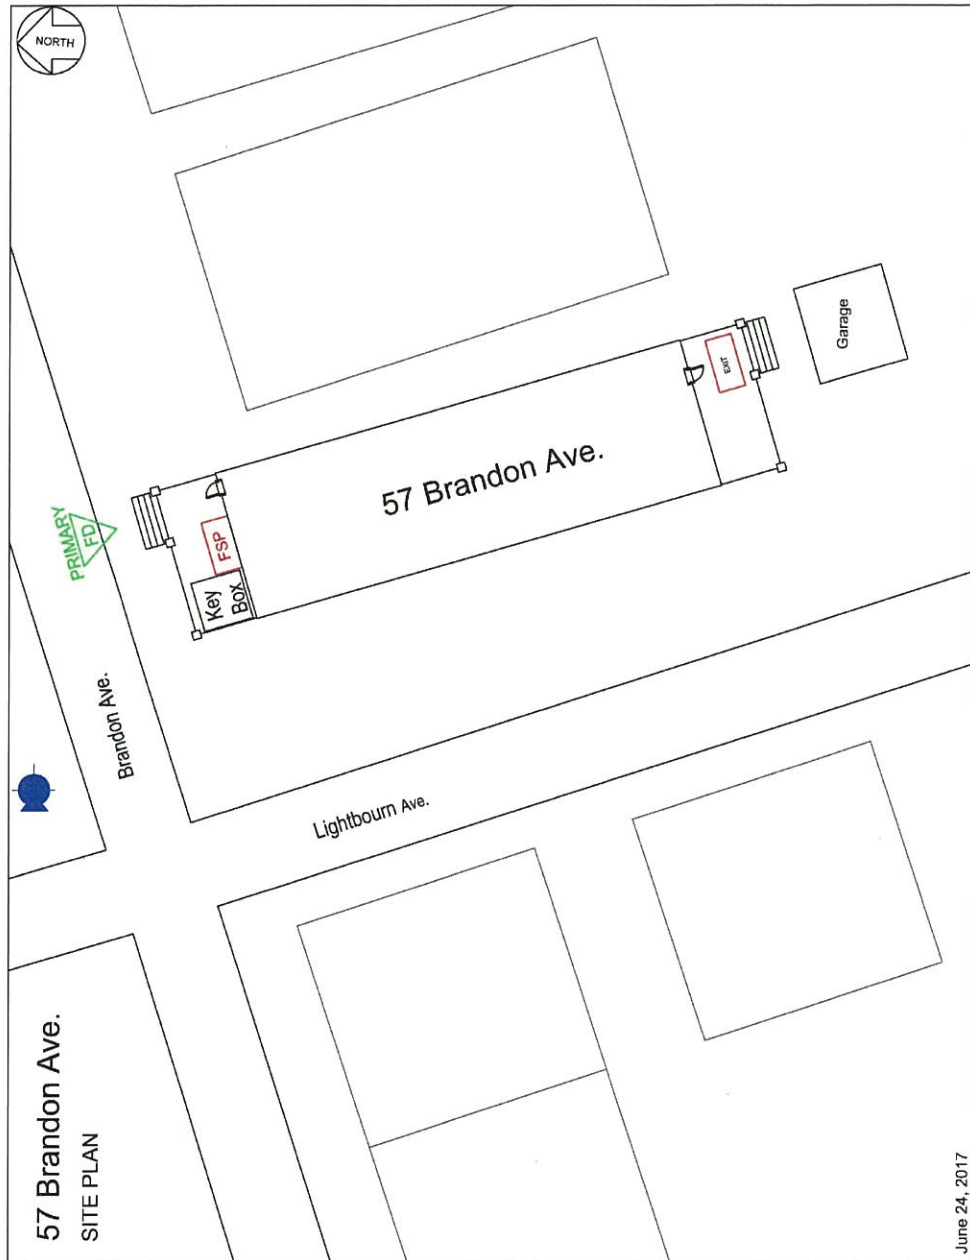 57 Brandon Ave.
SITE PLAN
NORTH
Brandon Ave.
PRIMARY
FD
Key
Box
FSP
57 Brandon Ave.
EXIT
Garage
Lightbourn Ave.
June 24, 2017